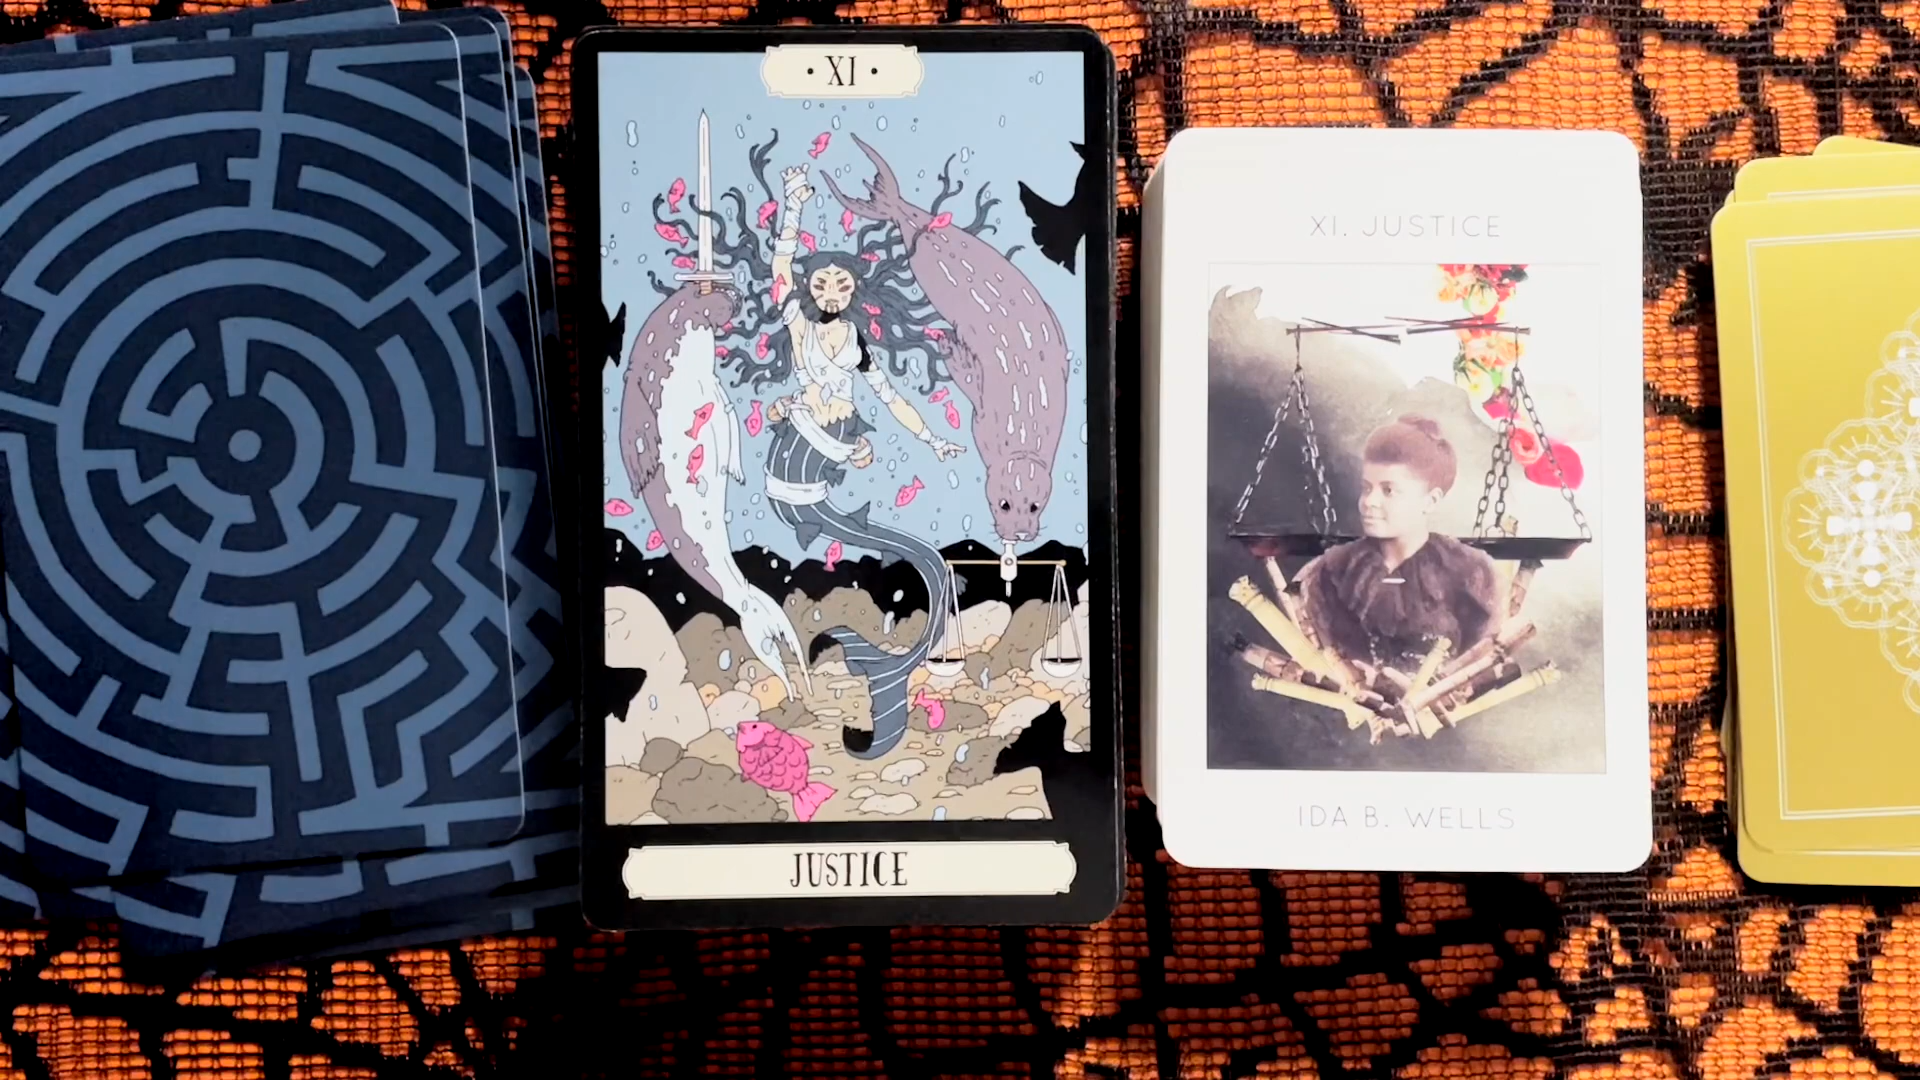 • XI •
JUSTICE
XI. JUSTICE
IDA B. WELLS